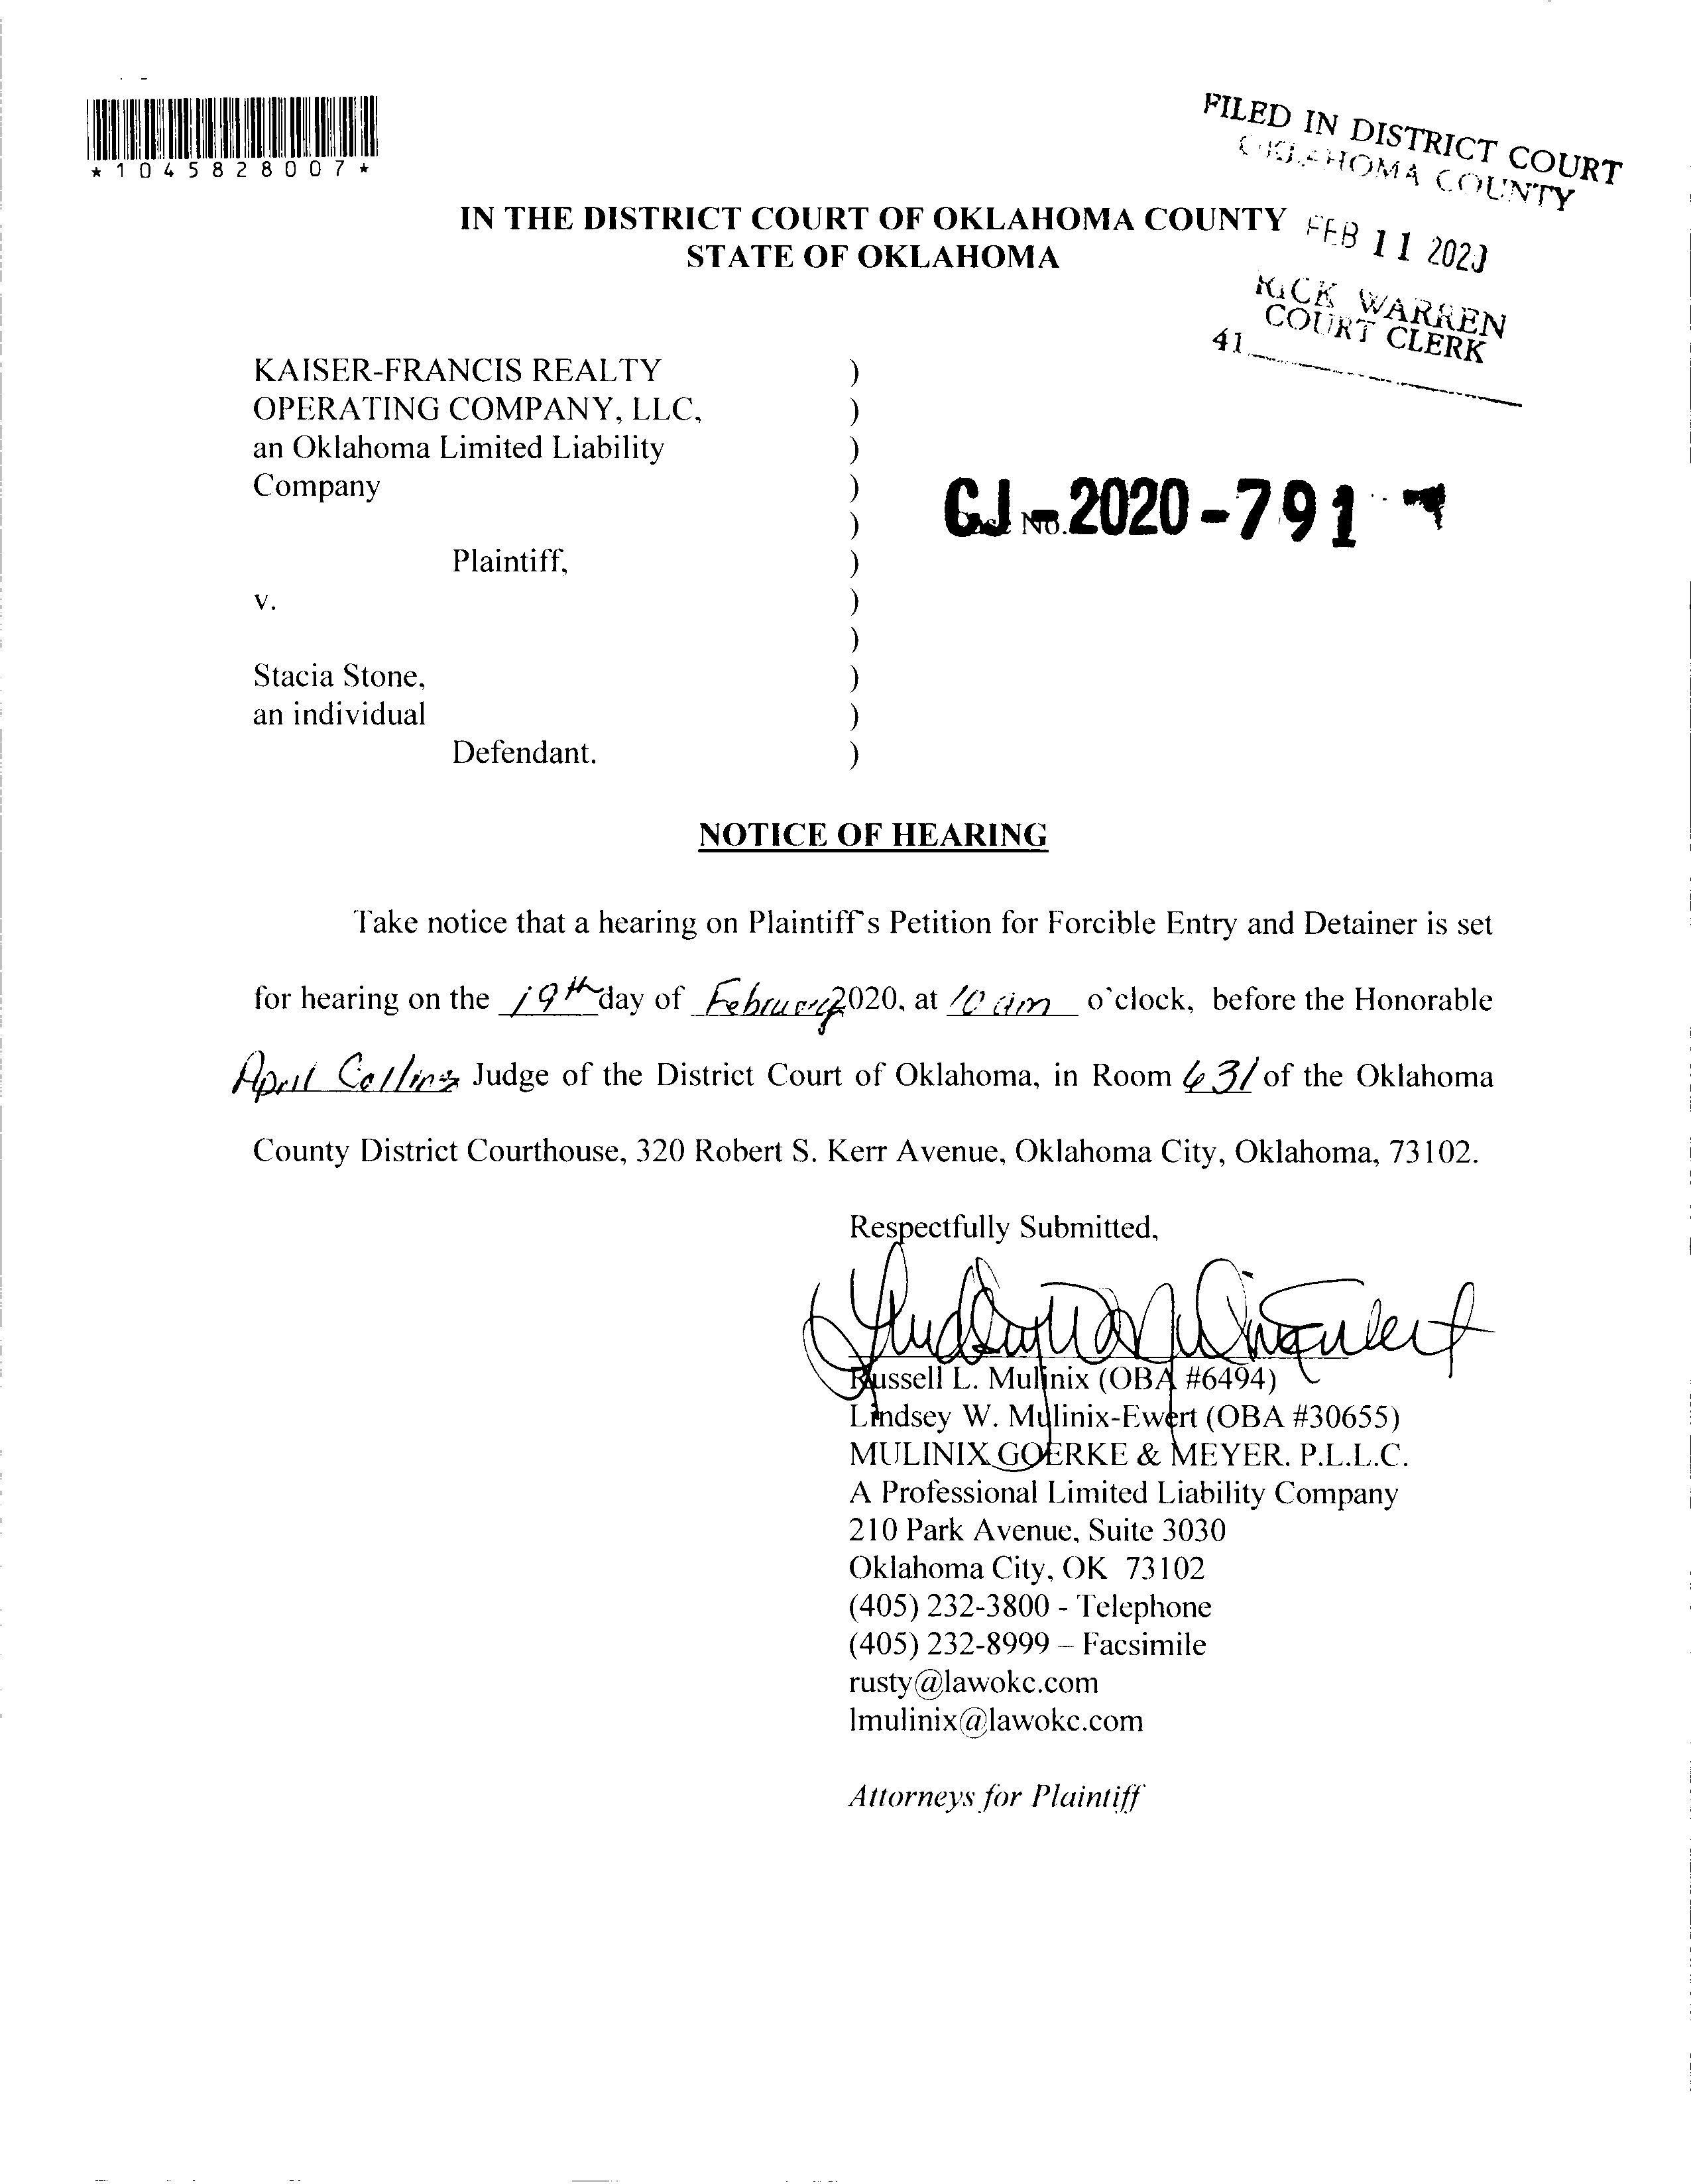 *1045828007*
FILED IN DISTRICT COURT
OKLAHOMA COUNTY
FEB 11 2020
RICK WARREN
COURT CLERK
41
IN THE DISTRICT COURT OF OKLAHOMA COUNTY
STATE OF OKLAHOMA
KAISER-FRANCIS REALTY )
OPERATING COMPANY, LLC, )
an Oklahoma Limited Liability )
Company )
)
Plaintiff, )
v. )
)
Stacia Stone, )
an individual )
Defendant. )
Case No. CJ-2020-791
NOTICE OF HEARING
Take notice that a hearing on Plaintiff's Petition for Forcible Entry and Detainer is set
for hearing on the 19th day of February 2020, at 10 am o'clock, before the Honorable
April Collins Judge of the District Court of Oklahoma, in Room 631 of the Oklahoma
County District Courthouse, 320 Robert S. Kerr Avenue, Oklahoma City, Oklahoma, 73102.
Respectfully Submitted,
Russell L. Mulinix (OBA #6494)
Lindsey W. Mulinix-Ewert (OBA #30655)
MULINIX GOERKE & MEYER, P.L.L.C.
A Professional Limited Liability Company
210 Park Avenue, Suite 3030
Oklahoma City, OK 73102
(405) 232-3800 - Telephone
(405) 232-8999 – Facsimile
rusty@lawokc.com
lmulinix@lawokc.com
Attorneys for Plaintiff